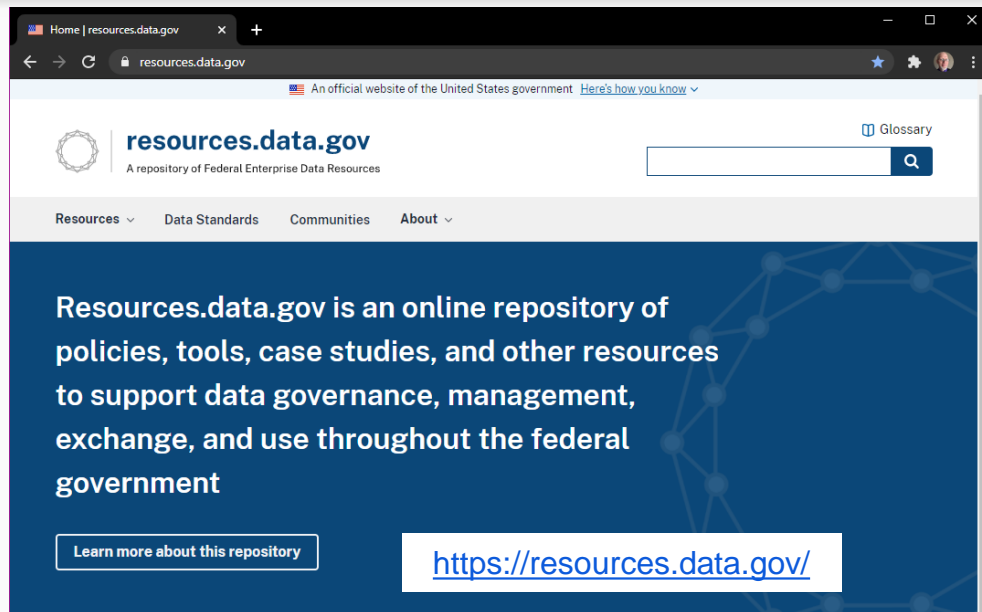 Home | resources.data.gov
resources.data.gov
An official website of the United States government Here's how you know
resources.data.gov
A repository of Federal Enterprise Data Resources
Glossary
Resources Data Standards Communities About
Resources.data.gov is an online repository of
policies, tools, case studies, and other resources
to support data governance, management,
exchange, and use throughout the federal
government
Learn more about this repository
https://resources.data.gov/